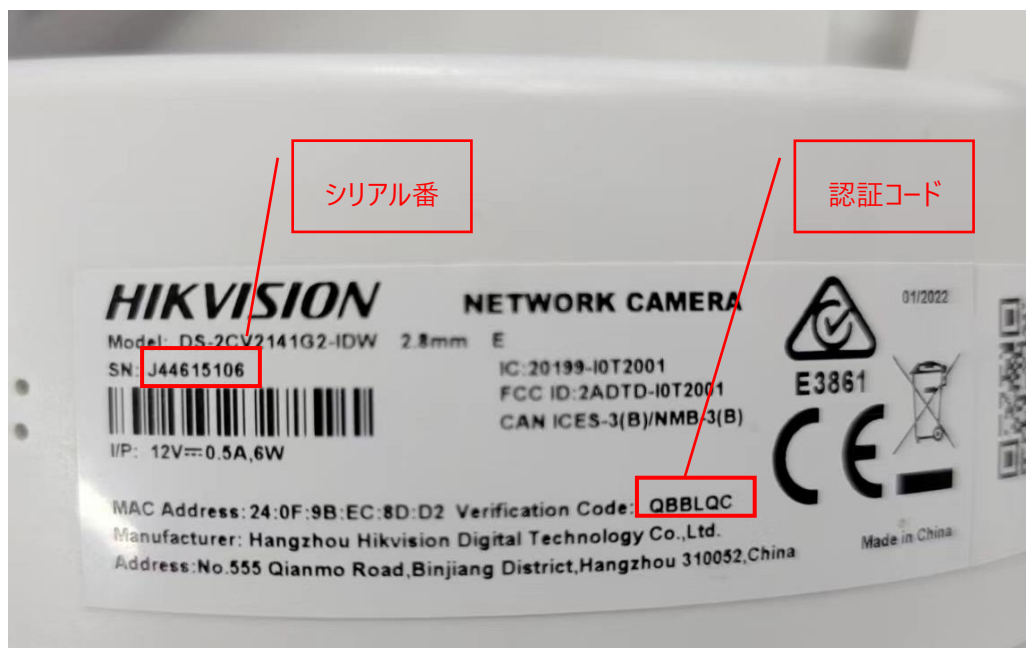 シリアル番
認証コード
HIKVISION NETWORK CAMERA
01/2022
Model: DS-2CV2141G2-IDW 2.8mm E
SN: J44615106
IC:20199-I0T2001
FCC ID:2ADTD-I0T2001
E3861
CAN ICES-3(B)/NMB-3(B)
I/P: 12V⎓0.5A,6W
CE
MAC Address: 24:0F:9B:EC:8D:D2 Verification Code: QBBLQC
Manufacturer: Hangzhou Hikvision Digital Technology Co.,Ltd.
Made in China
Address:No.555 Qianmo Road,Binjiang District,Hangzhou 310052,China